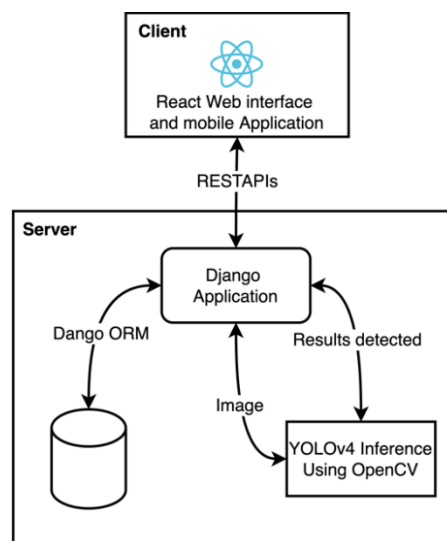 Client
React Web interface
and mobile Application
RESTAPIs
Server
Django
Application
Dango ORM
Results detected
Image
YOLOv4 Inference
Using OpenCV